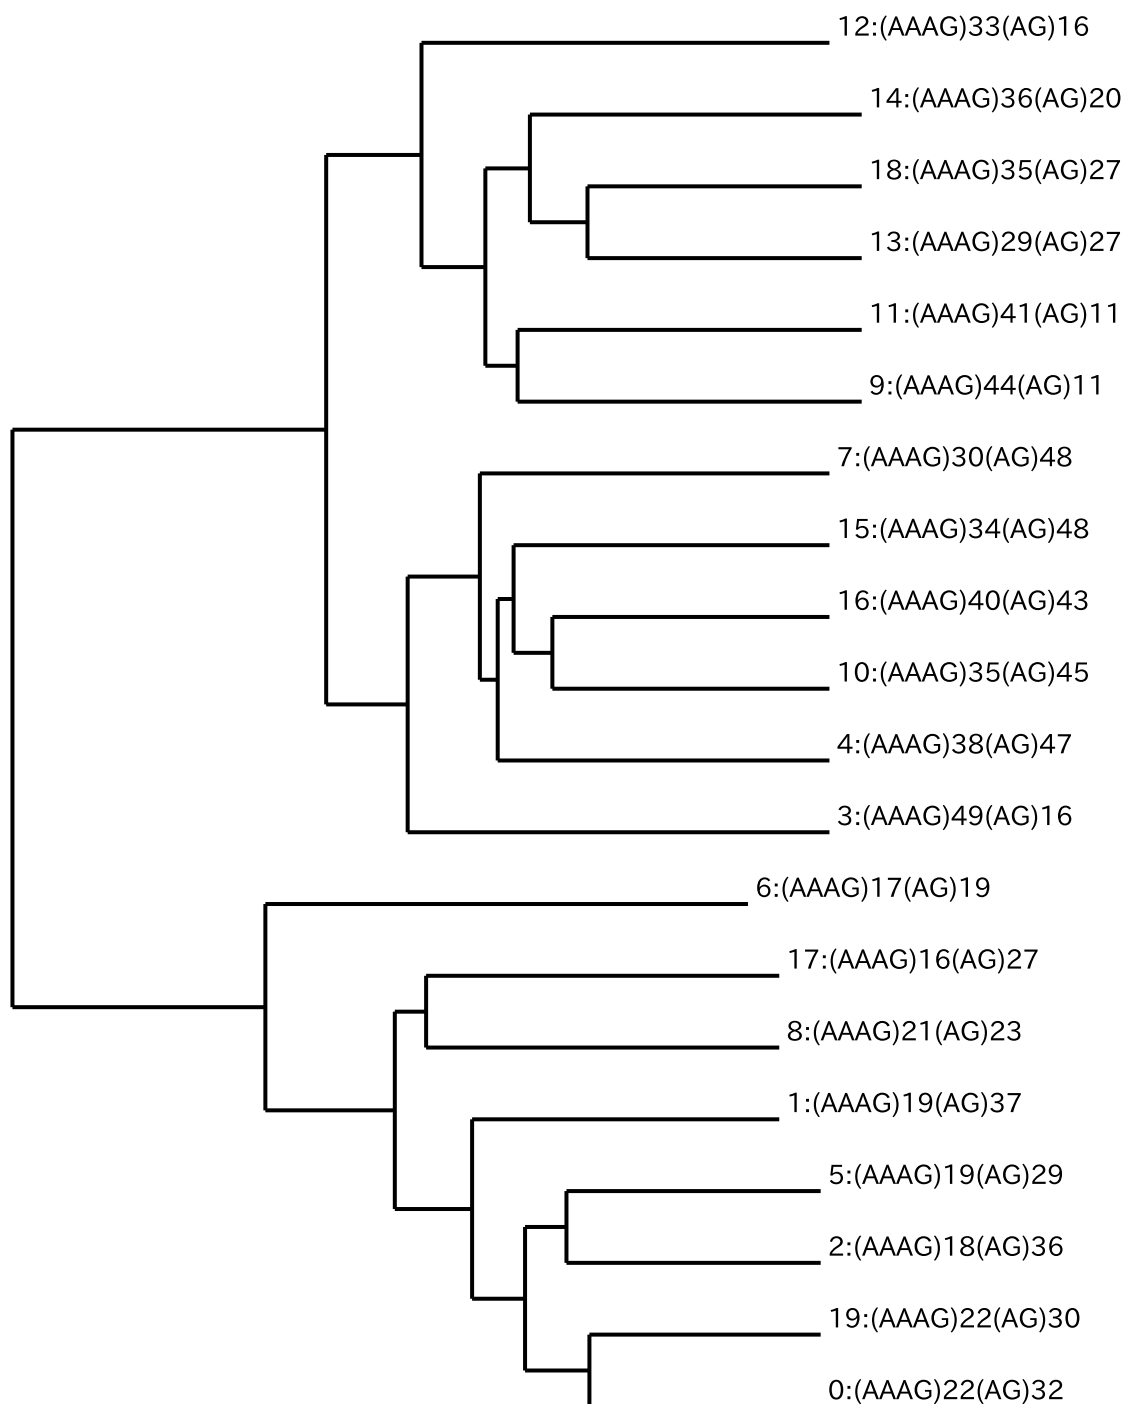 12:(AAAG)33(AG)16
14:(AAAG)36(AG)20
18:(AAAG)35(AG)27
13:(AAAG)29(AG)27
11:(AAAG)41(AG)11
9:(AAAG)44(AG)11
7:(AAAG)30(AG)48
15:(AAAG)34(AG)48
16:(AAAG)40(AG)43
10:(AAAG)35(AG)45
4:(AAAG)38(AG)47
3:(AAAG)49(AG)16
6:(AAAG)17(AG)19
17:(AAAG)16(AG)27
8:(AAAG)21(AG)23
1:(AAAG)19(AG)37
5:(AAAG)19(AG)29
2:(AAAG)18(AG)36
19:(AAAG)22(AG)30
0:(AAAG)22(AG)32